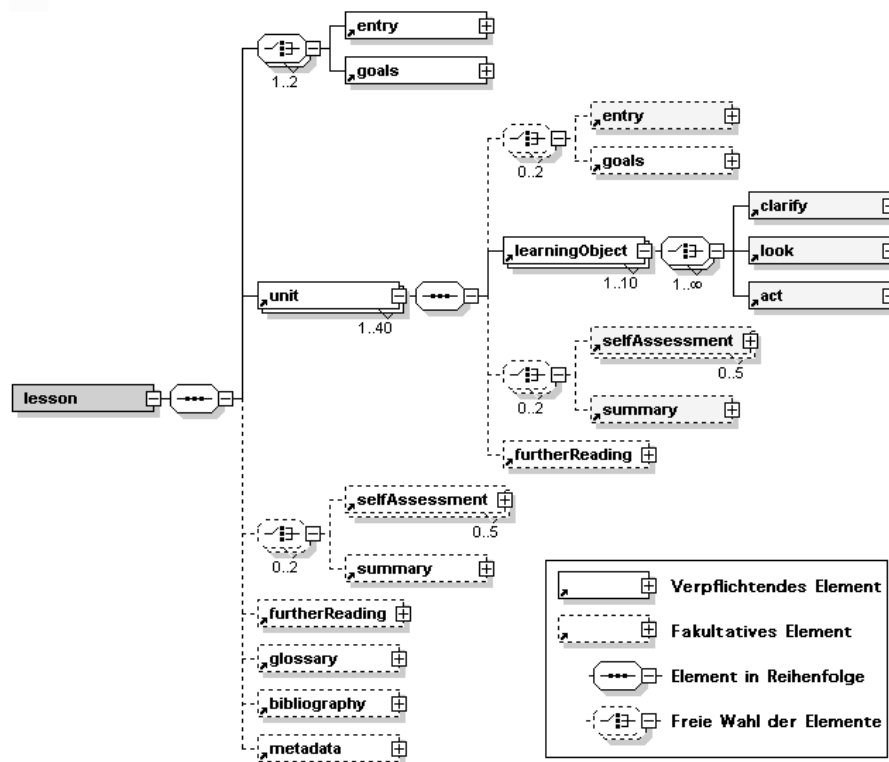 entry
1..2
goals
entry
0..2
goals
clarify
learningObject
look
1..10
1..∞
unit
act
1..40
selfAssessment
0..5
0..2
summary
lesson
furtherReading
selfAssessment
0..5
0..2
summary
furtherReading
glossary
bibliography
metadata
Verpflichtendes Element
Fakultatives Element
Element in Reihenfolge
Freie Wahl der Elemente